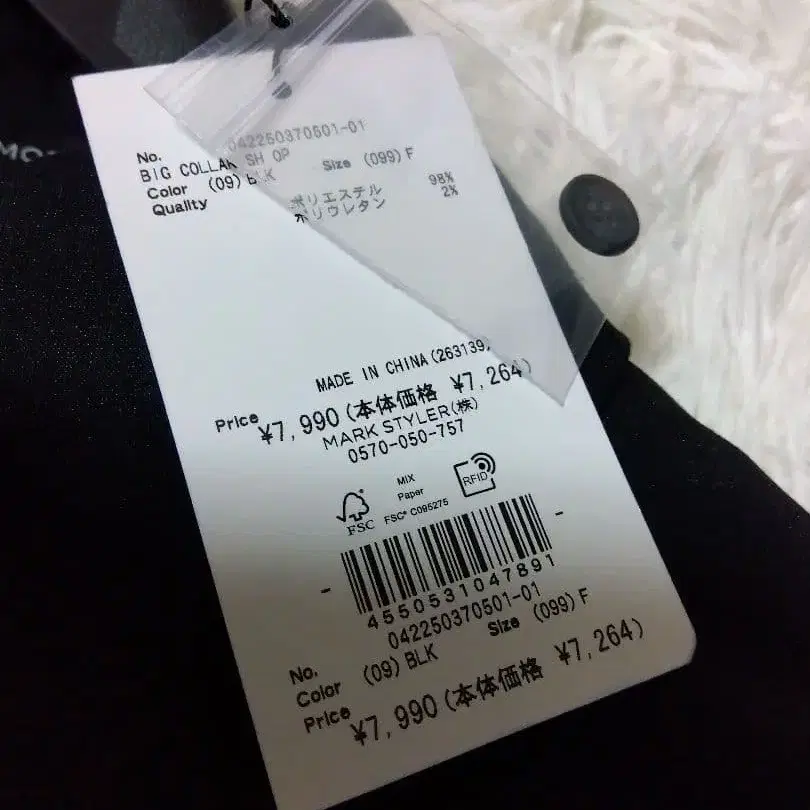 No. 042250370501-01
BIG COLLAR SH OP
Color (09) BLK Size (099) F
Quality ポリエステル 98%
ポリウレタン 2%
MADE IN CHINA (263139)
Price ¥7,990 (本体価格 ¥7,264)
MARK STYLER(株)
0570-050-757
MIX
Paper
RFID
FSC
FSC® C095275
4550531047891
No. 042250370501-01
Color (09) BLK Size (099) F
Price ¥7,990 (本体価格 ¥7,264)